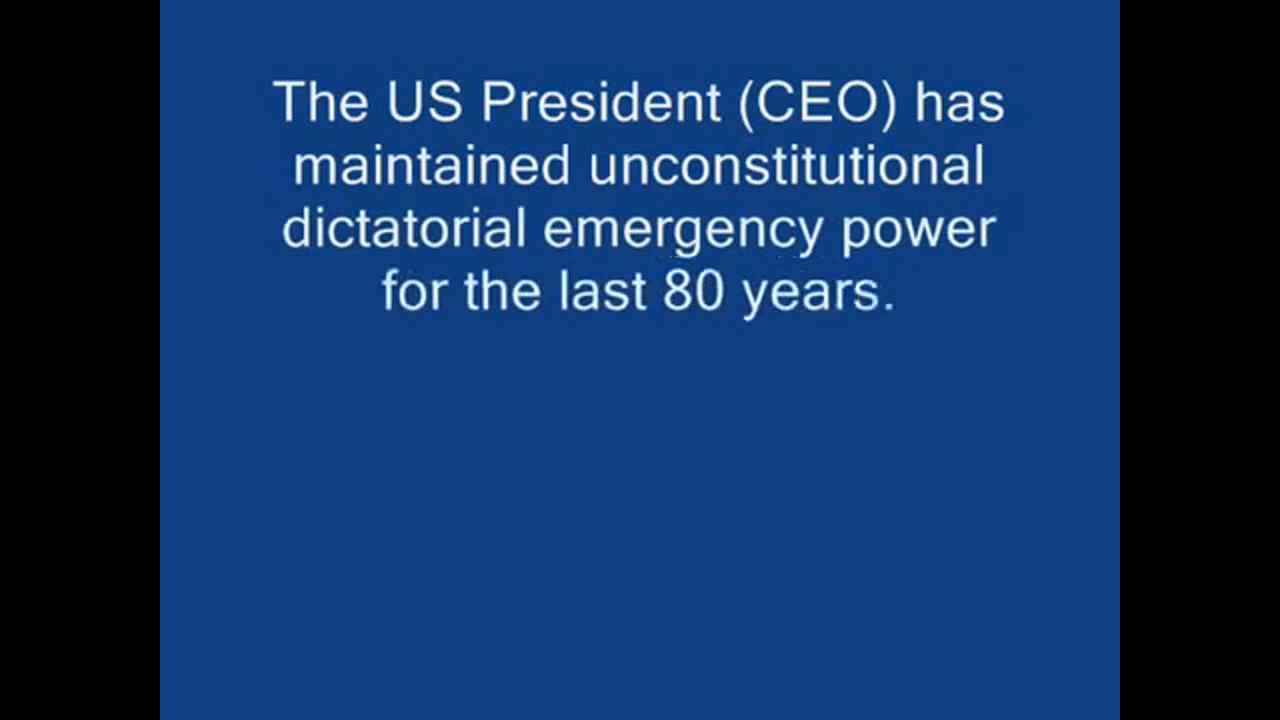 The US President (CEO) has
maintained unconstitutional
dictatorial emergency power
for the last 80 years.